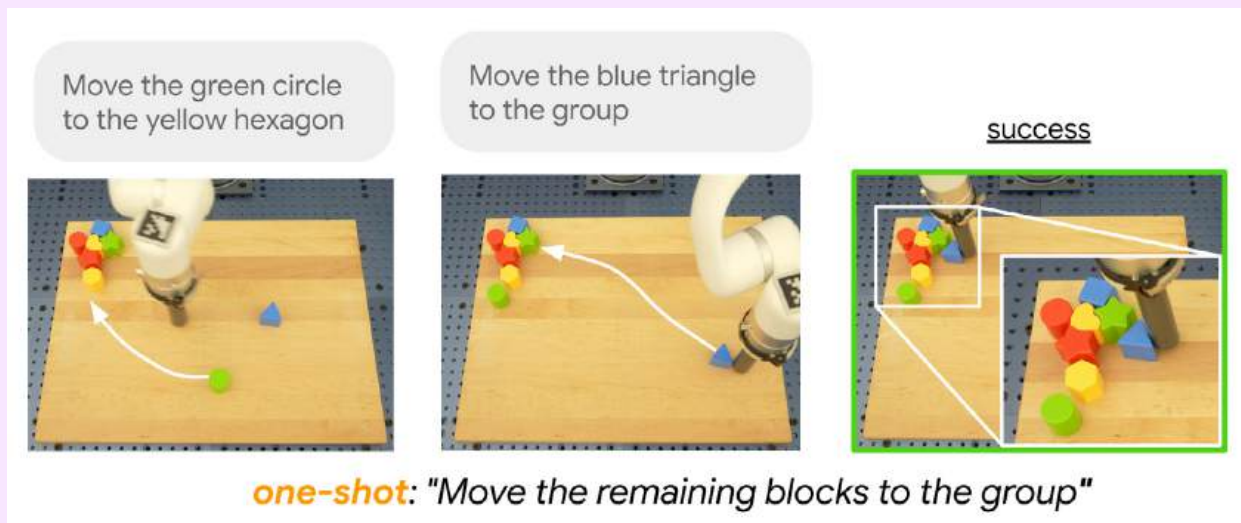 Move the green circle
to the yellow hexagon
Move the blue triangle
to the group
success
one-shot: "Move the remaining blocks to the group"